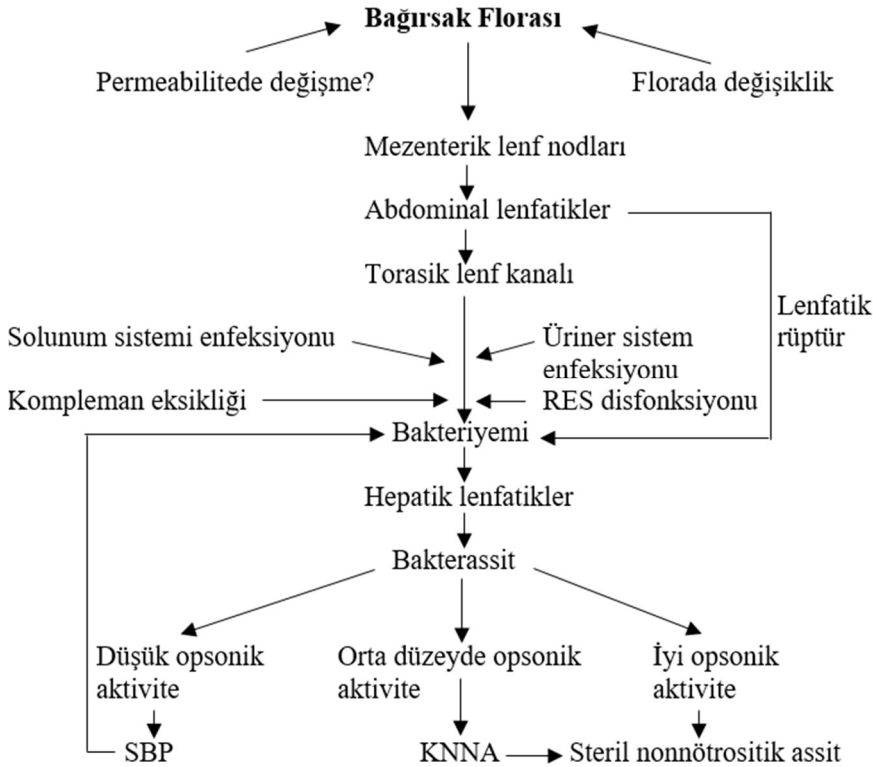 Bağırsak Florası
Permeabilitede değişme?
Florada değişiklik
Mezenterik lenf nodları
Abdominal lenfatikler
Torasik lenf kanalı
Lenfatik
rüptür
Solunum sistemi enfeksiyonu
Üriner sistem
enfeksiyonu
Kompleman eksikliği
RES disfonksiyonu
Bakteriyemi
Hepatik lenfatikler
Bakterassit
Düşük opsonik
aktivite
Orta düzeyde opsonik
aktivite
İyi opsonik
aktivite
SBP
KNNA
Steril nonnötrositik assit